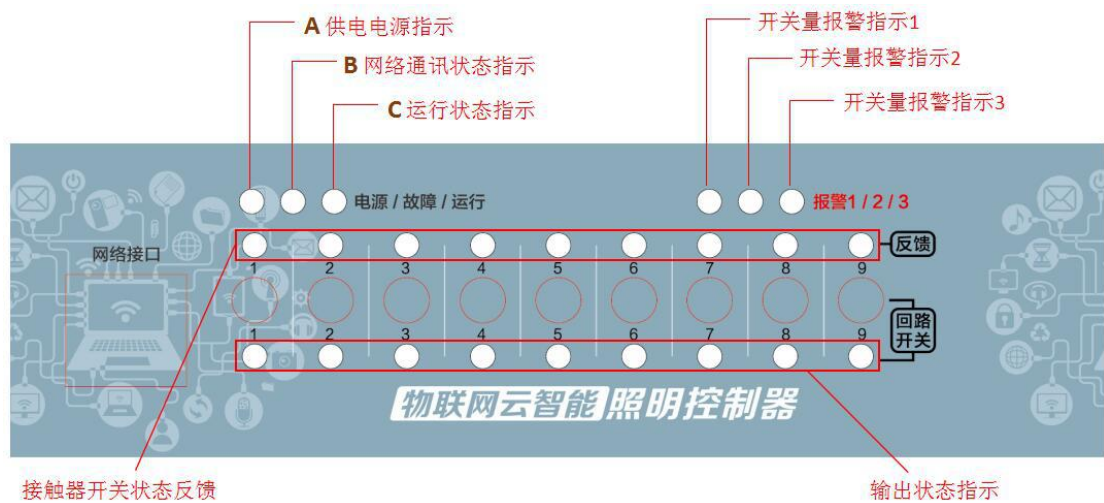 A 供电电源指示
B 网络通讯状态指示
C 运行状态指示
开关量报警指示1
开关量报警指示2
开关量报警指示3
电源 / 故障 / 运行
报警1 / 2 / 3
网络接口
反馈
1 2 3 4 5 6 7 8 9
回路
开关
1 2 3 4 5 6 7 8 9
物联网云智能照明控制器
接触器开关状态反馈
输出状态指示